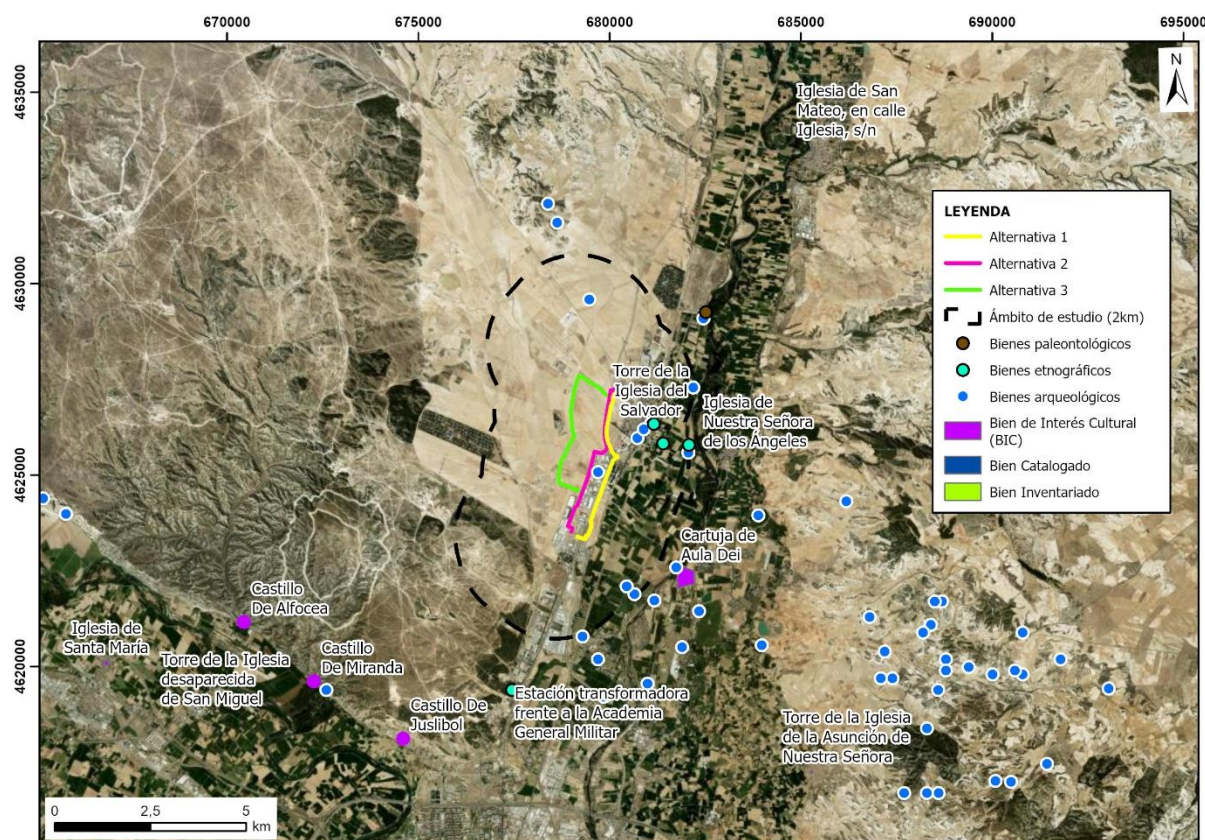 670000
675000
680000
685000
690000
695000
4635000
4630000
4625000
4620000
N
Iglesia de San
Mateo, en calle
Iglesia, s/n
LEYENDA
Alternativa 1
Alternativa 2
Alternativa 3
Ámbito de estudio (2km)
Bienes paleontológicos
Bienes etnográficos
Bienes arqueológicos
Bien de Interés Cultural
(BIC)
Bien Catalogado
Bien Inventariado
Torre de la
Iglesia del
Salvador
Iglesia de
Nuestra Señora
de los Ángeles
Cartuja de
Aula Dei
Castillo
De Alfocea
Iglesia de
Santa María
Torre de la Iglesia
desaparecida
de San Miguel
Castillo
De Miranda
Castillo De
Juslibol
Estación transformadora
frente a la Academia
General Militar
Torre de la Iglesia
de la Asunción de
Nuestra Señora
0
2,5
5
km